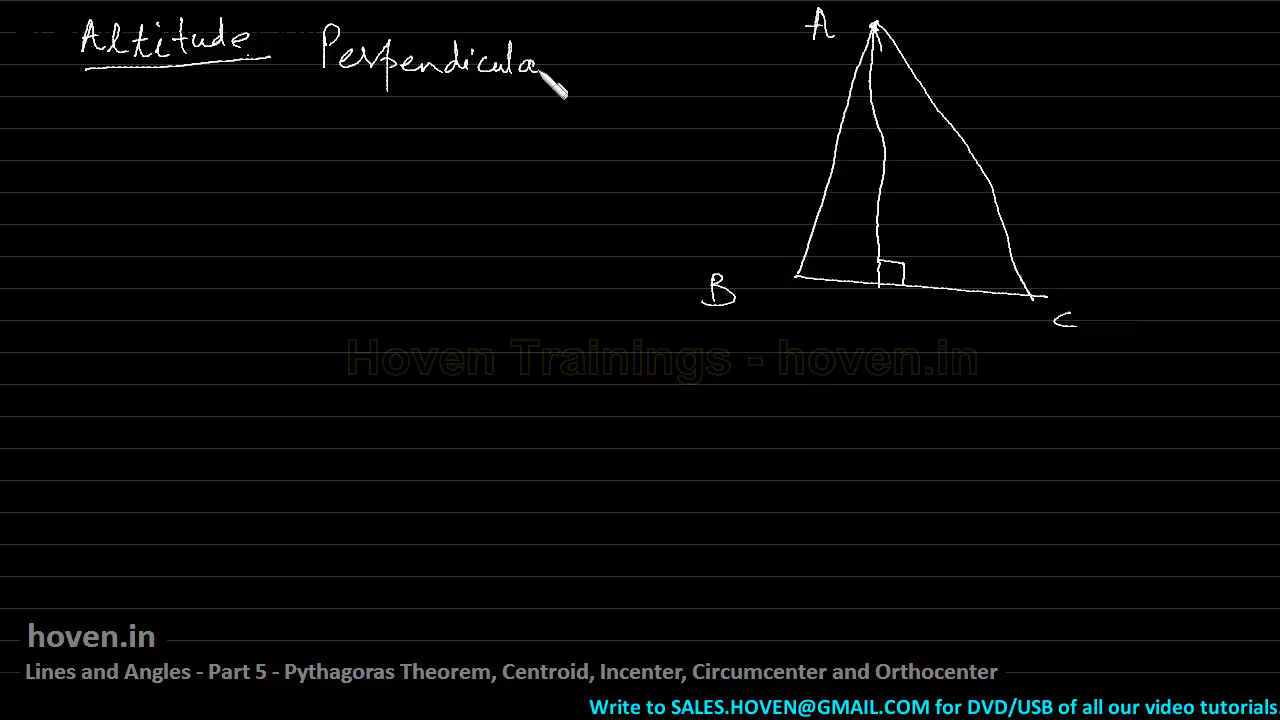 Altitude Perpendicula
A
B
C
Hoven Trainings - hoven.in
hoven.in
Lines and Angles - Part 5 - Pythagoras Theorem, Centroid, Incenter, Circumcenter and Orthocenter
Write to SALES.HOVEN@GMAIL.COM for DVD/USB of all our video tutorials